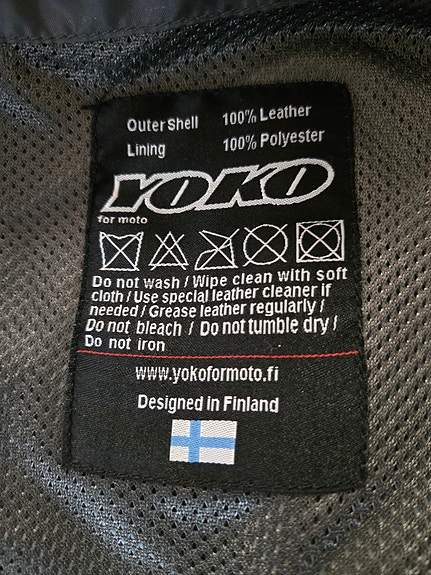 Outer Shell 100% Leather
Lining 100% Polyester
YOKO
for moto
Do not wash / Wipe clean with soft
cloth / Use special leather cleaner if
needed / Grease leather regularly /
Do not bleach / Do not tumble dry /
Do not iron
www.yokoformoto.fi
Designed in Finland